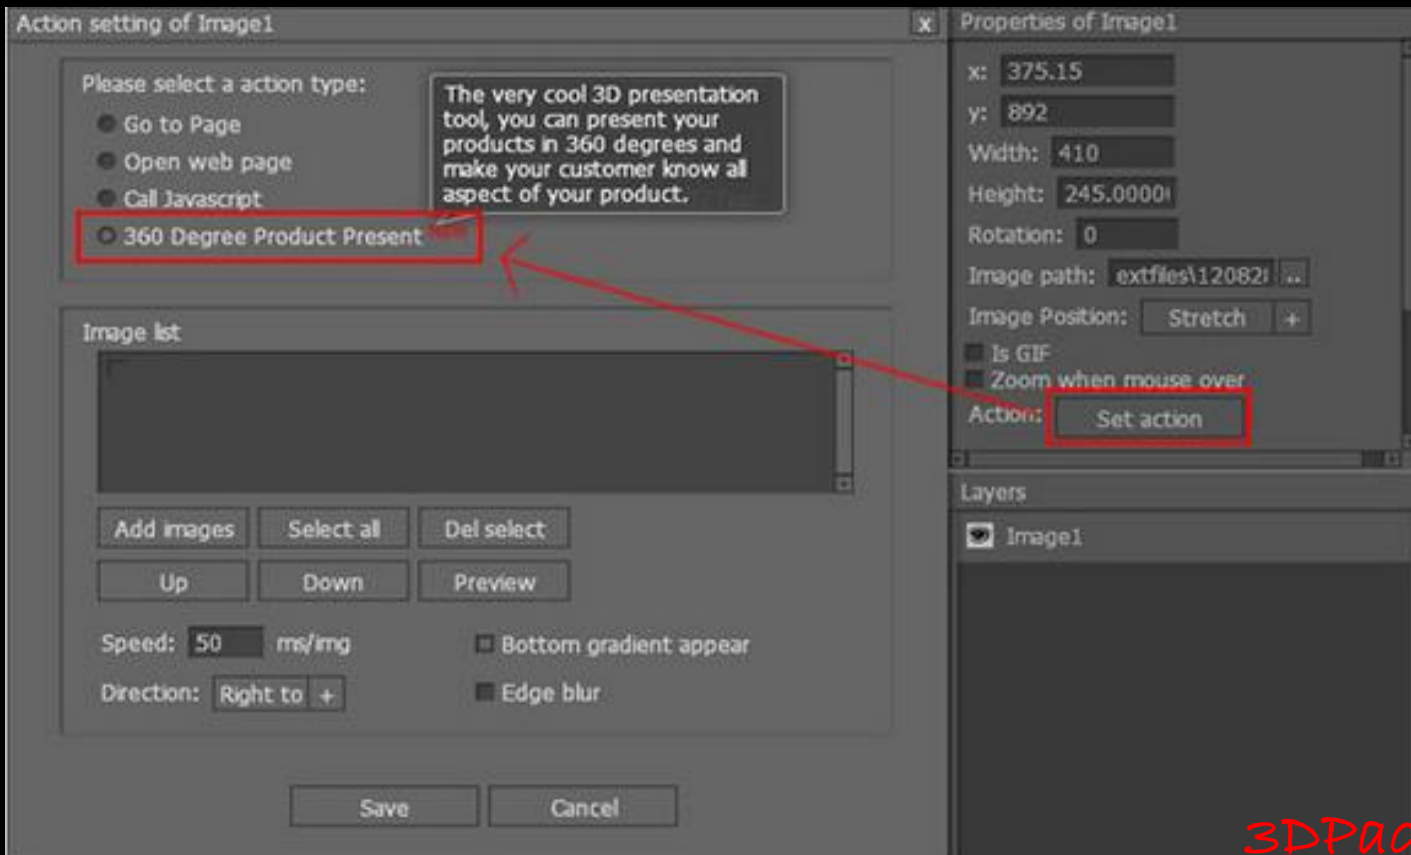 Action setting of Image1
x
Please select a action type:
Go to Page
Open web page
Call Javascript
360 Degree Product Present
The very cool 3D presentation
tool, you can present your
products in 360 degrees and
make your customer know all
aspect of your product.
Image list
Add images
Select all
Del select
Up
Down
Preview
Speed: 50 ms/img
Bottom gradient appear
Direction: Right to +
Edge blur
Save
Cancel
Properties of Image1
x: 375.15
y: 892
Width: 410
Height: 245.0000
Rotation: 0
Image path: extfiles\12082 ..
Image Position: Stretch +
Is GIF
Zoom when mouse over
Action: Set action
Layers
Image1